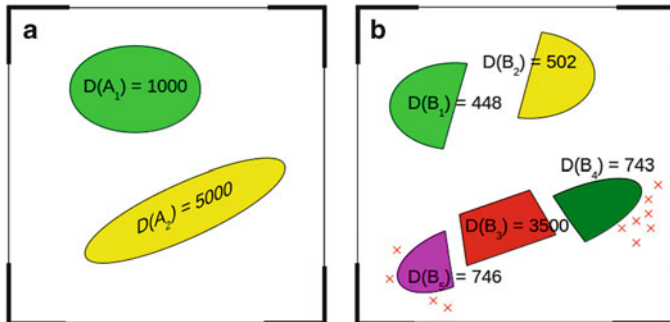 a
D(A₁) = 1000
D(A₂) = 5000
b
D(B₂) = 502
D(B₁) = 448
D(B₄) = 743
D(B₃) = 3500
D(B₅) = 746